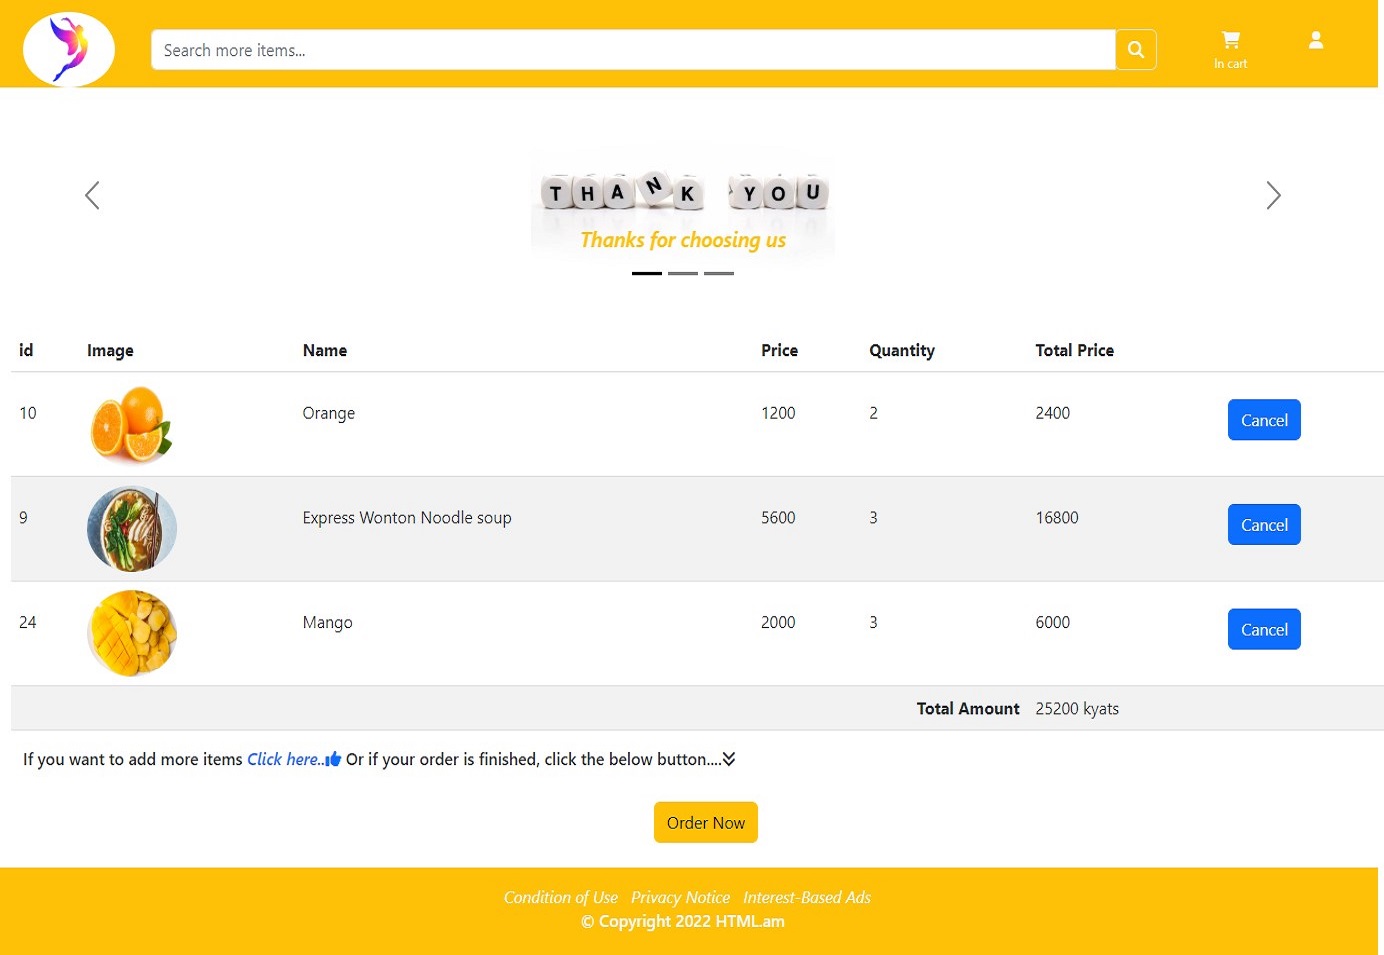 Search more items...
In cart
THANK YOU
Thanks for choosing us
id Image Name Price Quantity Total Price
10 Orange 1200 2 2400 Cancel
9 Express Wonton Noodle soup 5600 3 16800 Cancel
24 Mango 2000 3 6000 Cancel
Total Amount 25200 kyats
If you want to add more items Click here.. Or if your order is finished, click the below button....
Order Now
Condition of Use Privacy Notice Interest-Based Ads
© Copyright 2022 HTML.am